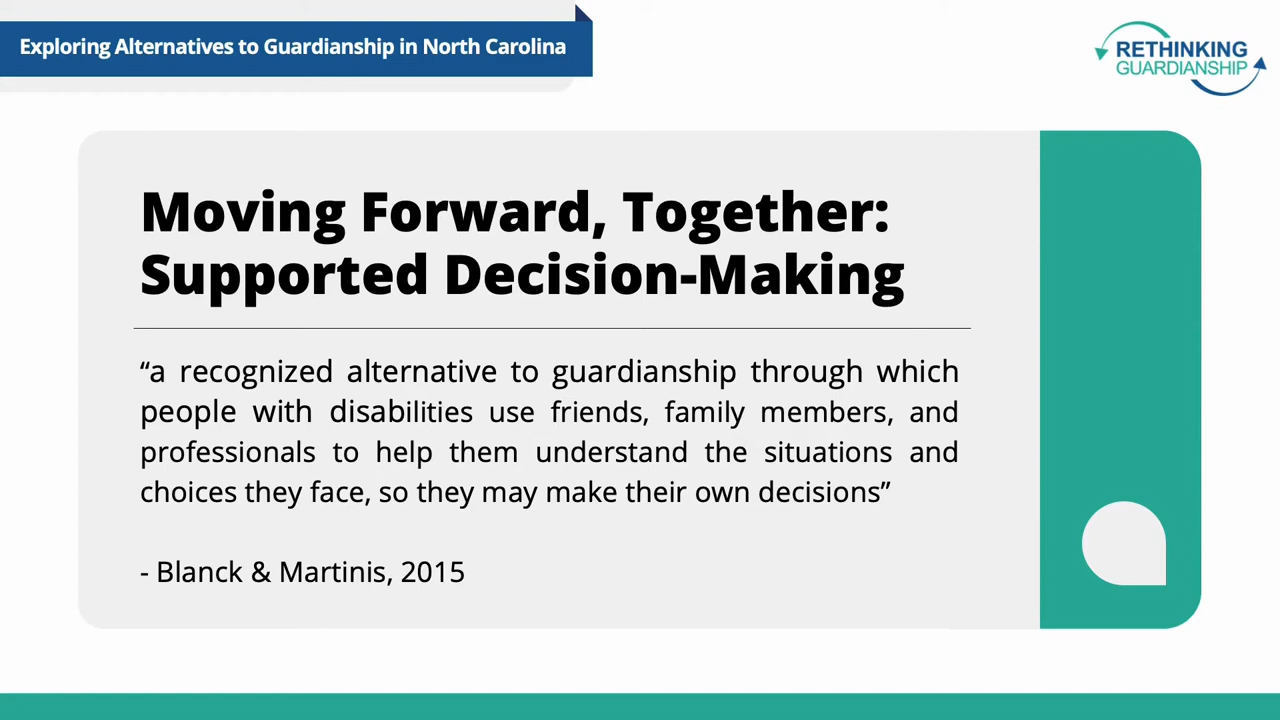 Exploring Alternatives to Guardianship in North Carolina
RETHINKING
GUARDIANSHIP
Moving Forward, Together:
Supported Decision-Making
“a recognized alternative to guardianship through which
people with disabilities use friends, family members, and
professionals to help them understand the situations and
choices they face, so they may make their own decisions”
- Blanck & Martinis, 2015